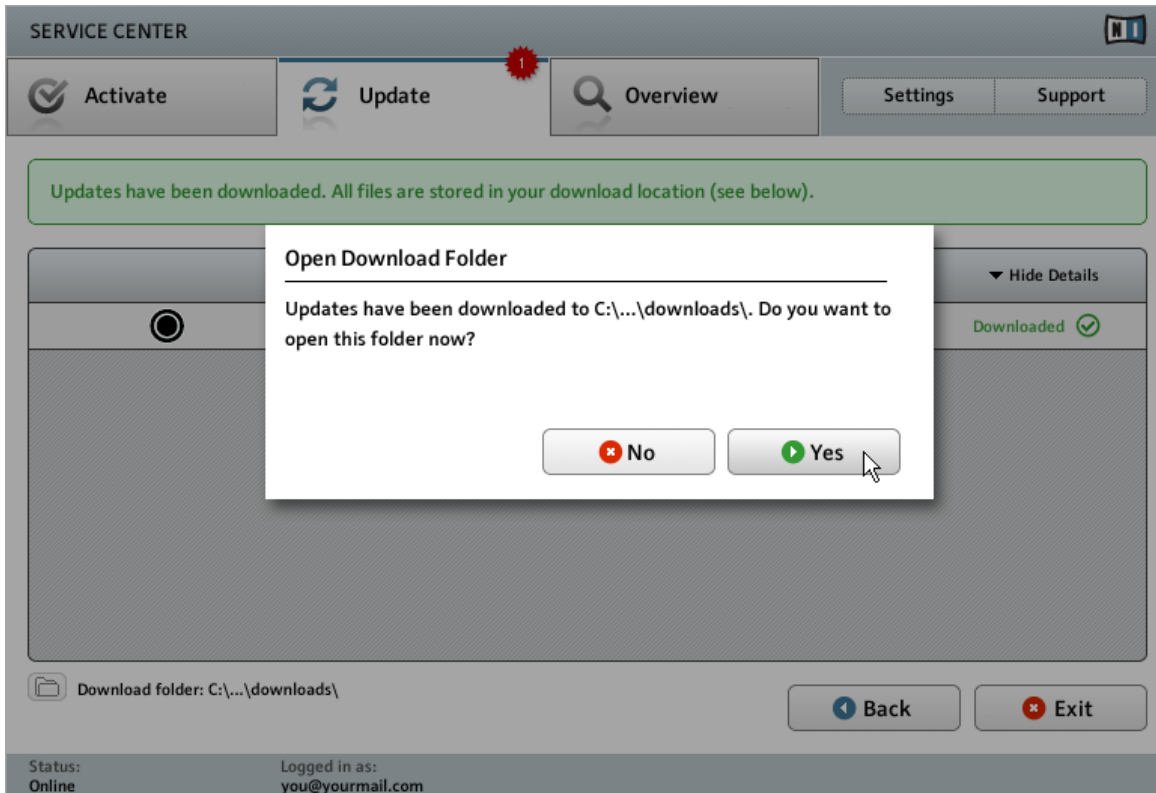 SERVICE CENTER
NI
Activate
Update
1
Overview
Settings
Support
Updates have been downloaded. All files are stored in your download location (see below).
Hide Details
Downloaded
Open Download Folder
Updates have been downloaded to C:\...\downloads\. Do you want to
open this folder now?
No
Yes
Download folder: C:\...\downloads\
Back
Exit
Status:
Online
Logged in as:
you@yourmail.com